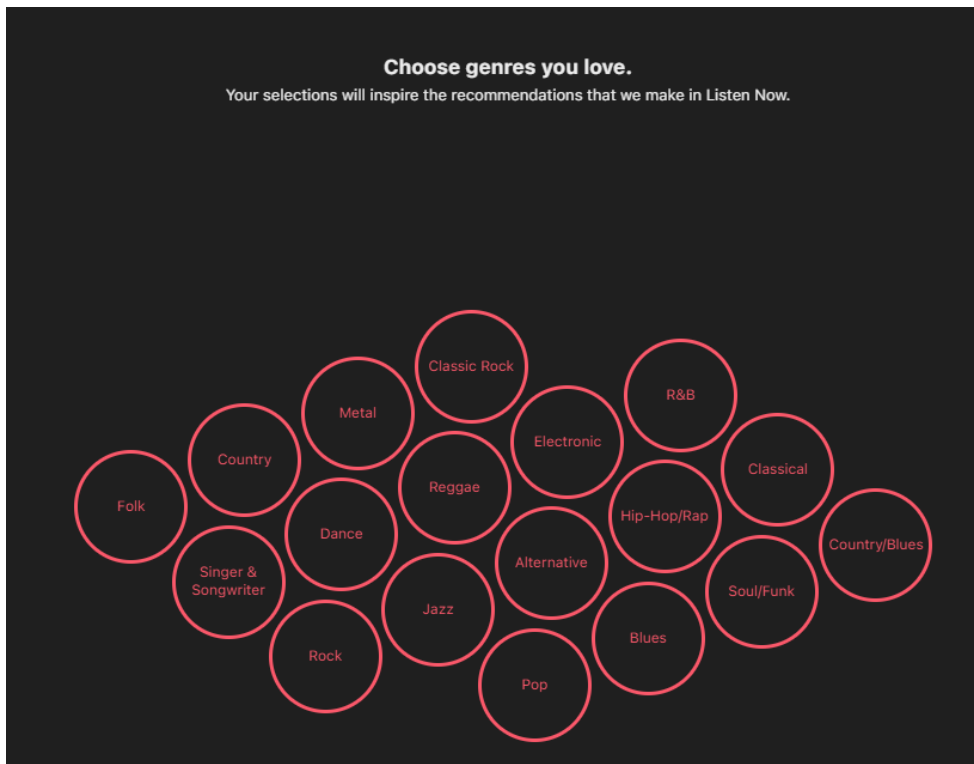 Choose genres you love.
Your selections will inspire the recommendations that we make in Listen Now.
Classic Rock
R&B
Metal
Electronic
Country
Classical
Reggae
Folk
Hip-Hop/Rap
Dance
Country/Blues
Alternative
Singer &
Songwriter
Soul/Funk
Jazz
Blues
Rock
Pop